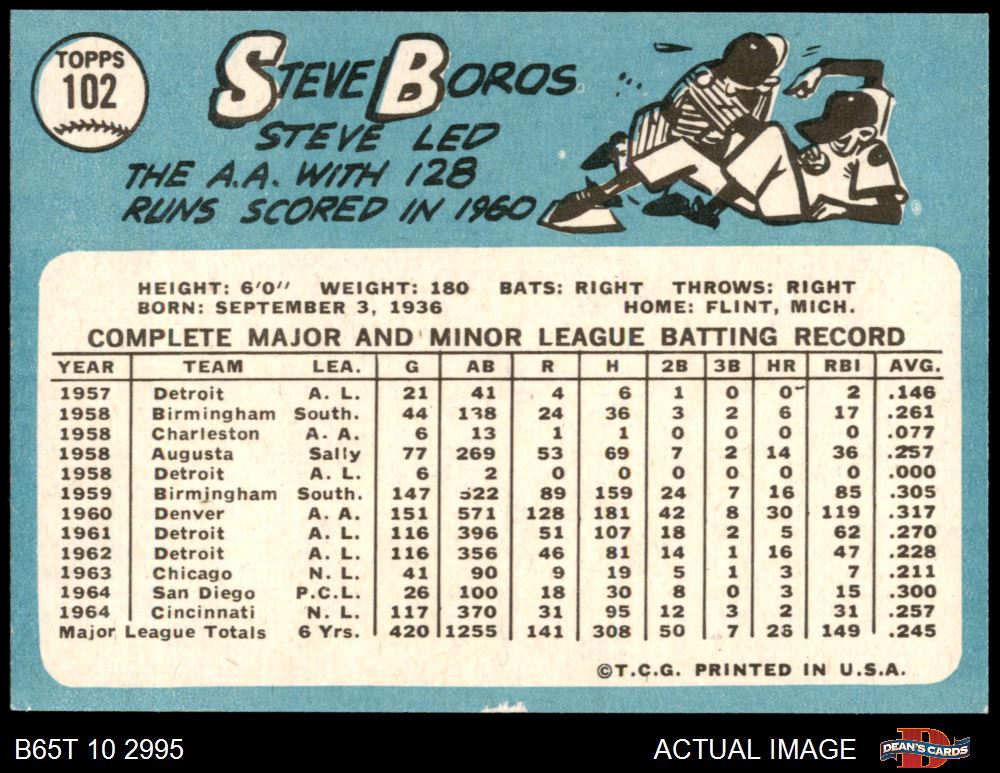 TOPPS
102
STEVE BOROS
STEVE LED
THE A.A. WITH 128
RUNS SCORED IN 1960
HEIGHT: 6'0" WEIGHT: 180 BATS: RIGHT THROWS: RIGHT
BORN: SEPTEMBER 3, 1936 HOME: FLINT, MICH.
COMPLETE MAJOR AND MINOR LEAGUE BATTING RECORD
YEAR TEAM LEA. G AB R H 2B 3B HR RBI AVG.
1957 Detroit A. L. 21 41 4 6 1 0 0 2 .146
1958 Birmingham South. 44 138 24 36 3 2 6 17 .261
1958 Charleston A. A. 6 13 1 1 0 0 0 0 .077
1958 Augusta Sally 77 269 53 69 7 2 14 36 .257
1958 Detroit A. L. 6 2 0 0 0 0 0 0 .000
1959 Birmingham South. 147 522 89 159 24 7 16 85 .305
1960 Denver A. A. 151 571 128 181 42 8 30 119 .317
1961 Detroit A. L. 116 396 51 107 18 2 5 62 .270
1962 Detroit A. L. 116 356 46 81 14 1 16 47 .228
1963 Chicago N. L. 41 90 9 19 5 1 3 7 .211
1964 San Diego P.C.L. 26 100 18 30 8 0 3 15 .300
1964 Cincinnati N. L. 117 370 31 95 12 3 2 31 .257
Major League Totals 6 Yrs. 420 1255 141 308 50 7 28 149 .245
©T.C.G. PRINTED IN U.S.A.
B65T 10 2995 ACTUAL IMAGE DEAN'S CARDS